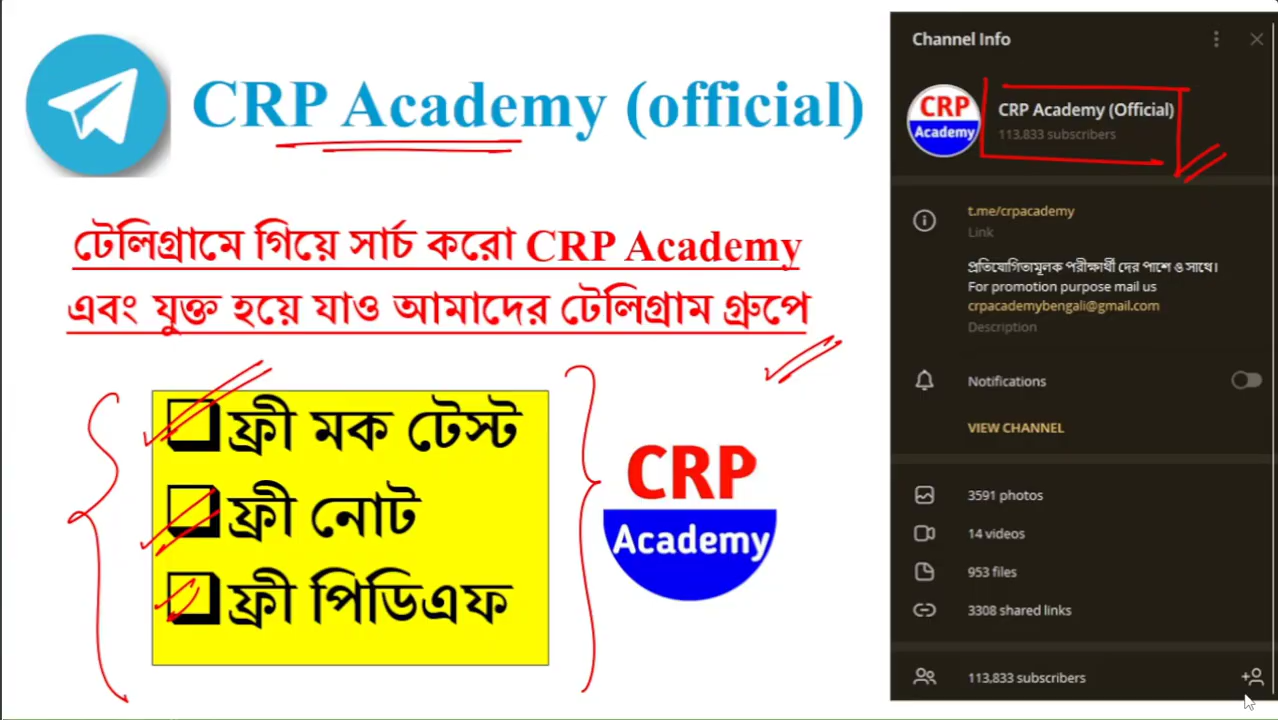 CRP Academy (official)
টেলিগ্রামে গিয়ে সার্চ করো CRP Academy
এবং যুক্ত হয়ে যাও আমাদের টেলিগ্রাম গ্রুপে
ফ্রী মক টেস্ট
ফ্রী নোট
ফ্রী পিডিএফ
CRP
Academy
Channel Info
CRP
Academy
CRP Academy (Official)
113,833 subscribers
t.me/crpacademy
Link
প্রতিযোগিতামূলক পরীক্ষার্থী দের পাশে ও সাথে।
For promotion purpose mail us
crpacademybengali@gmail.com
Description
Notifications
VIEW CHANNEL
3591 photos
14 videos
953 files
3308 shared links
113,833 subscribers